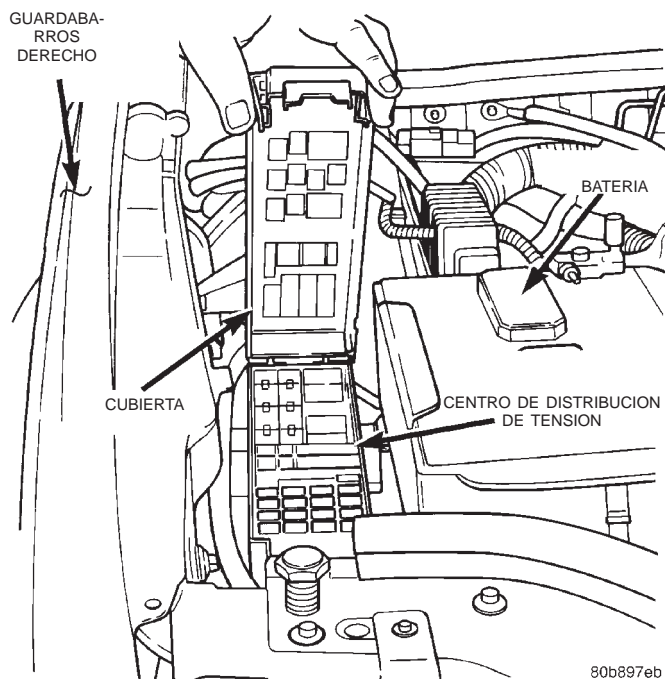 GUARDABA-
RROS
DERECHO
BATERIA
CUBIERTA
CENTRO DE DISTRIBUCION
DE TENSION
80b897eb